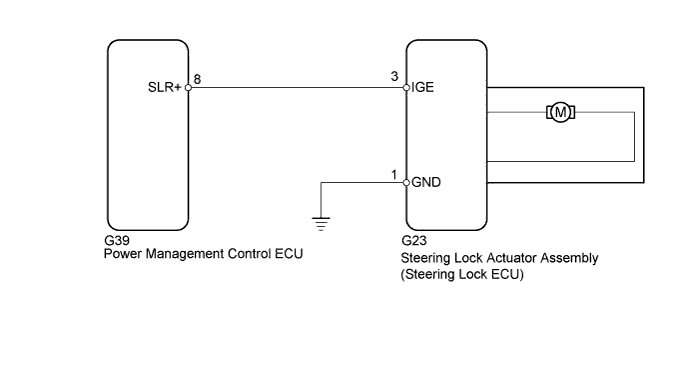 SLR+
8
3
IGE
M
1
GND
G39
Power Management Control ECU
G23
Steering Lock Actuator Assembly
(Steering Lock ECU)